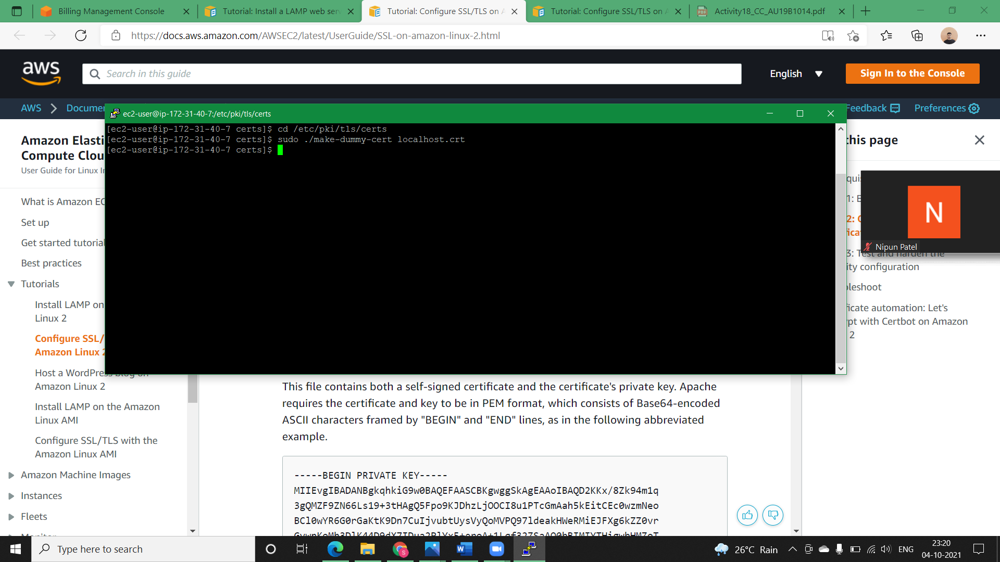 Billing Management Console
Tutorial: Install a LAMP web serv
Tutorial: Configure SSL/TLS on A
Tutorial: Configure SSL/TLS on A
Activity18_CC_AU19B1014.pdf
https://docs.aws.amazon.com/AWSEC2/latest/UserGuide/SSL-on-amazon-linux-2.html
aws
Search in this guide
English
Sign In to the Console
AWS
Documen
Feedback
Preferences
ec2-user@ip-172-31-40-7:/etc/pki/tls/certs
[ec2-user@ip-172-31-40-7 certs]$ cd /etc/pki/tls/certs
[ec2-user@ip-172-31-40-7 certs]$ sudo ./make-dummy-cert localhost.crt
[ec2-user@ip-172-31-40-7 certs]$
Amazon Elasti
Compute Clou
User Guide for Linux In
What is Amazon EC
Set up
Get started tutorial
Best practices
Tutorials
Install LAMP on
Linux 2
Configure SSL/
Amazon Linux 2
Host a WordPress blog on
Amazon Linux 2
Install LAMP on the Amazon
Linux AMI
Configure SSL/TLS with the
Amazon Linux AMI
Amazon Machine Images
Instances
Fleets
Monitor
this page
quis
1: E
2: C
ficat
N
Nipun Patel
3: Test and harden the
ity configuration
leshoot
ficate automation: Let's
ypt with Certbot on Amazon
2
This file contains both a self-signed certificate and the certificate's private key. Apache
requires the certificate and key to be in PEM format, which consists of Base64-encoded
ASCII characters framed by "BEGIN" and "END" lines, as in the following abbreviated
example.
-----BEGIN PRIVATE KEY-----
MIIEvgIBADANBgkqhkiG9w0BAQEFAASCBKgwggSkAgEAAoIBAQD2KKx/8Zk94m1q
3gQMZF9ZN66Ls19+3tHAgQ5Fpo9KJDhzLjOOCI8u1PTcGmAah5kEitCEc0wzmNeo
BCl0wYR6G0rGaKtK9Dn7CuIjvubtUysVyQoMVPQ97ldeakHWeRMiEJFXg6kZZ0vr
Type here to search
26°C Rain
ENG
23:20
04-10-2021